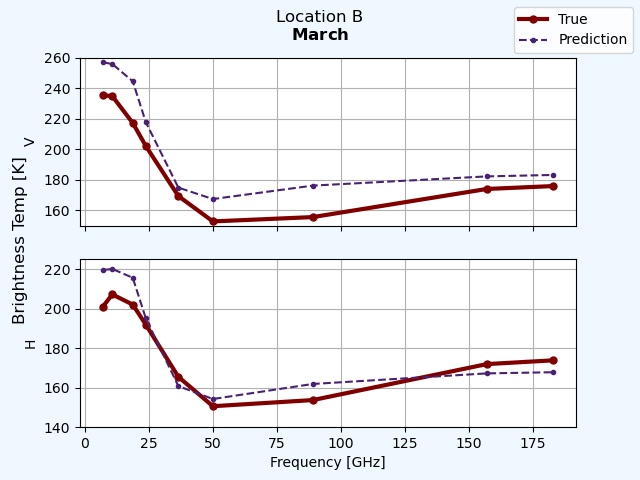 Location B
March
True
Prediction
260
240
220
200
180
160
V
Brightness Temp [K]
220
200
180
160
140
H
0 25 50 75 100 125 150 175
Frequency [GHz]